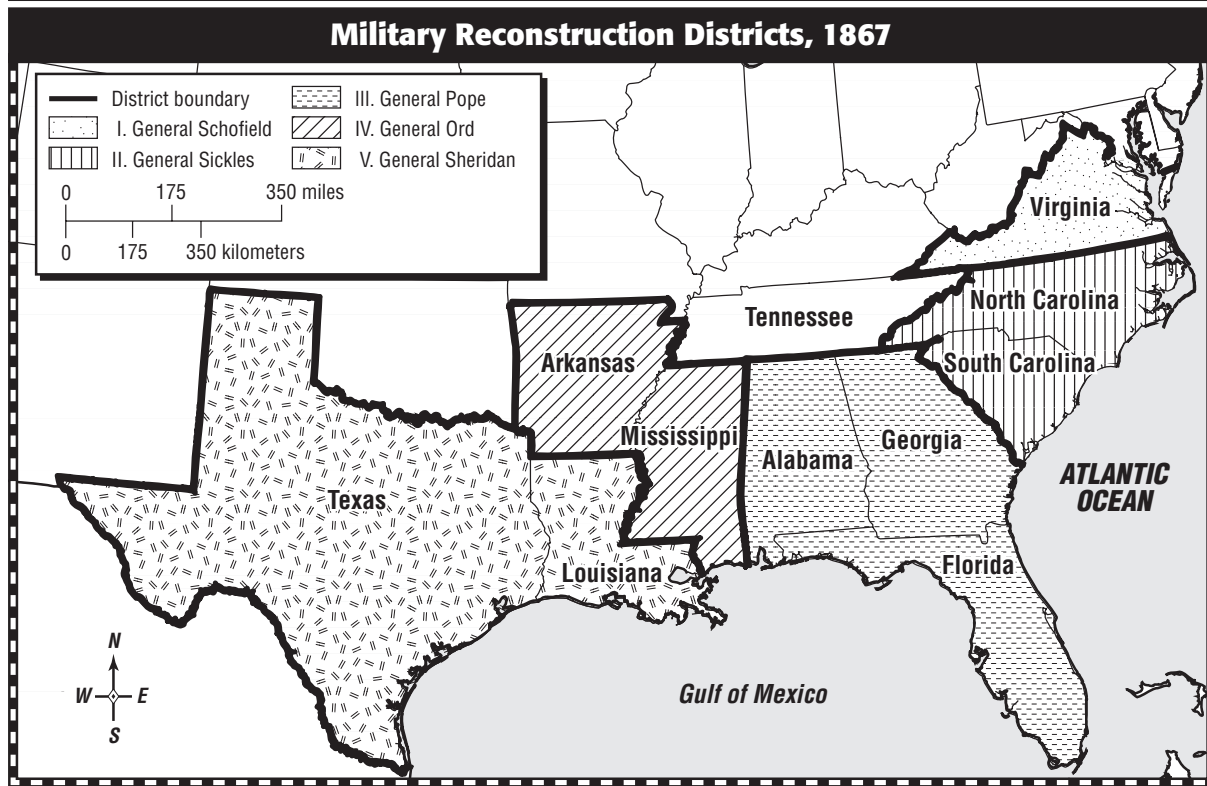 Military Reconstruction Districts, 1867
District boundary
I. General Schofield
II. General Sickles
III. General Pope
IV. General Ord
V. General Sheridan
0 175 350 miles
0 175 350 kilometers
Virginia
North Carolina
Tennessee
South Carolina
Arkansas
Mississippi
Alabama
Georgia
Texas
ATLANTIC
OCEAN
Louisiana
Florida
Gulf of Mexico
N
W E
S